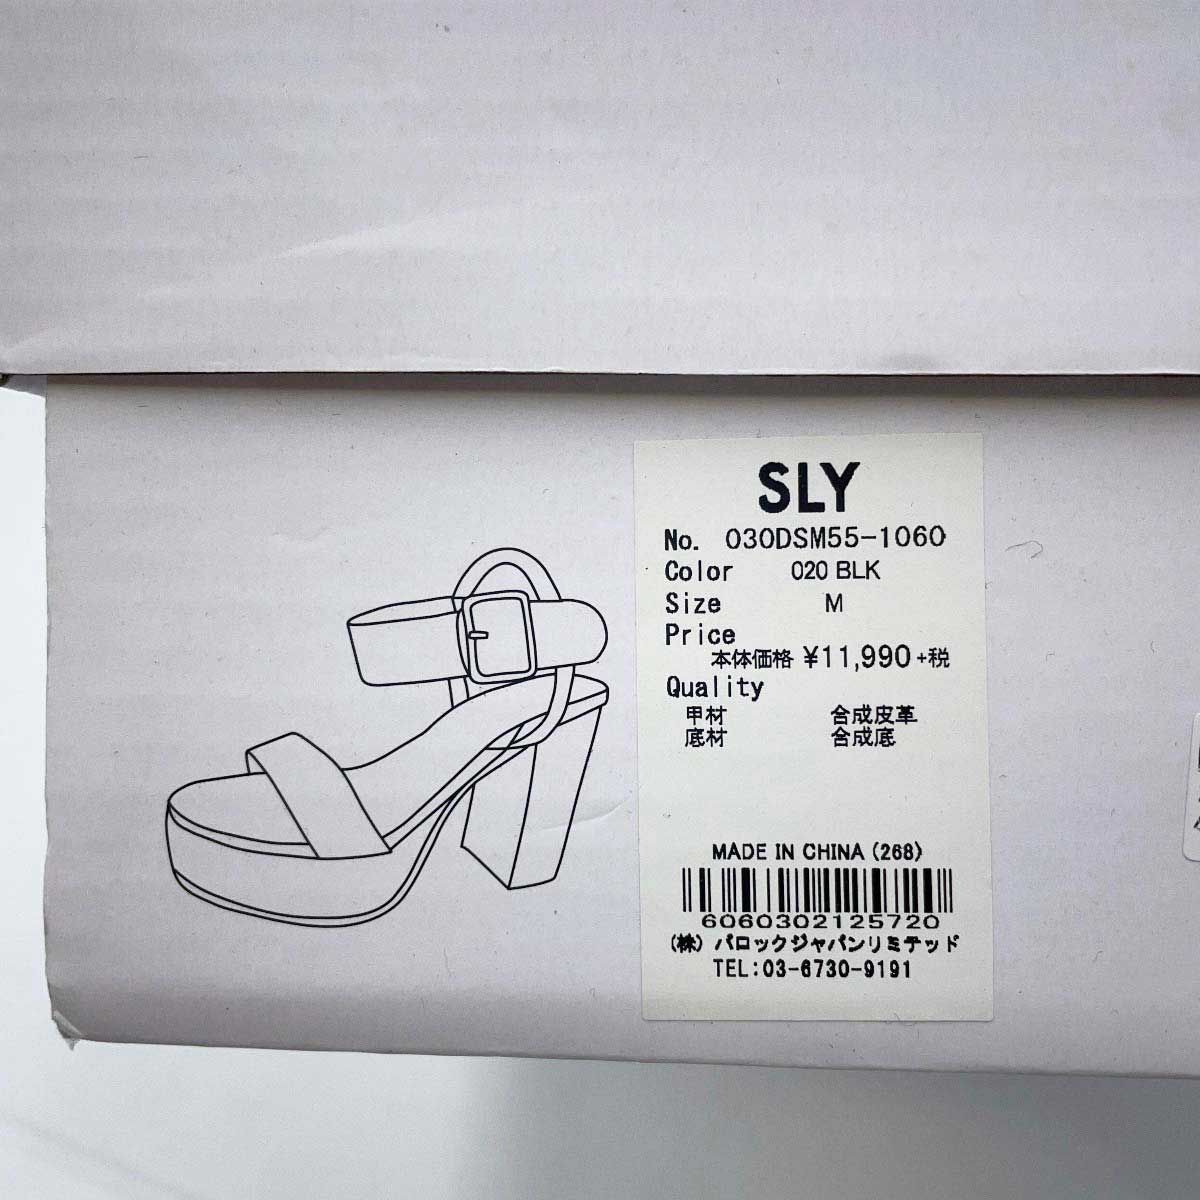 SLY
No. 030DSM55-1060
Color 020 BLK
Size M
Price
本体価格 ¥11,990+税
Quality
甲材 合成皮革
底材 合成底
MADE IN CHINA (268)
6060302125720
(株) バロックジャパンリミテッド
TEL:03-6730-9191